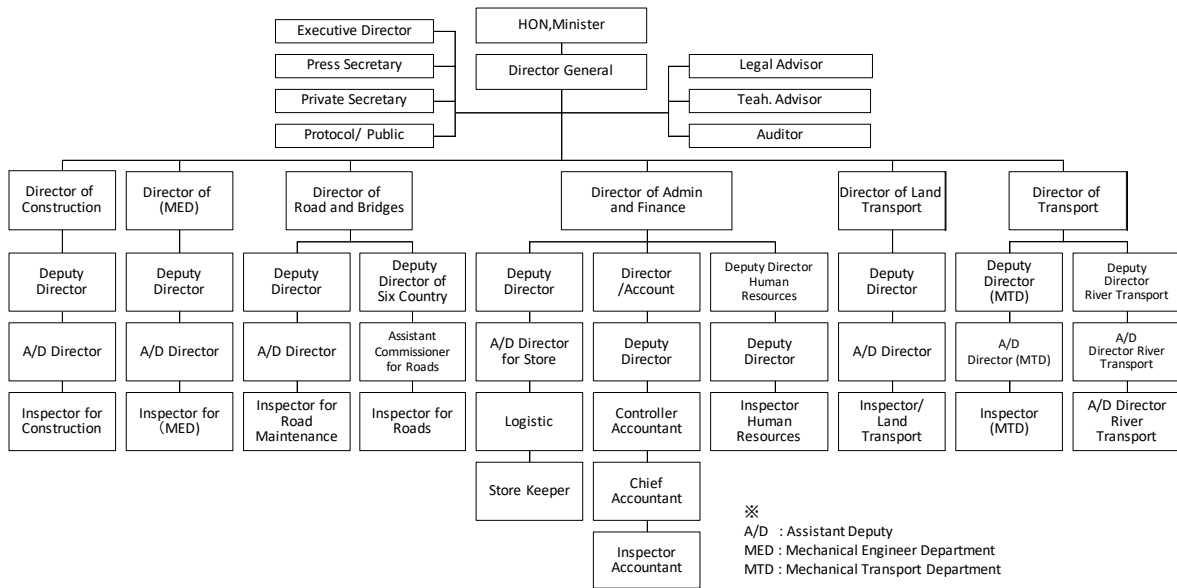 HON,Minister
Executive Director
Press Secretary
Private Secretary
Protocol/ Public
Director General
Legal Advisor
Teah. Advisor
Auditor
Director of
Construction
Director of
(MED)
Director of
Road and Bridges
Director of Admin
and Finance
Director of Land
Transport
Director of
Transport
Deputy
Director
Deputy
Director
Deputy
Director
Deputy
Director of
Six Country
Deputy
Director
Director
/Account
Deputy Director
Human
Resources
Deputy
Director
Deputy
Director
(MTD)
Deputy
Director
River Transport
A/D Director
A/D Director
A/D Director
Assistant
Commissioner
for Roads
A/D Director
for Store
Deputy
Director
Deputy
Director
A/D Director
A/D
Director (MTD)
A/D
Director River
Transport
Inspector for
Construction
Inspector for
（MED）
Inspector for
Road
Maintenance
Inspector for
Roads
Logistic
Controller
Accountant
Inspector
Human
Resources
Inspector/
Land
Transport
Inspector
(MTD)
A/D Director
River
Transport
Store Keeper
Chief
Accountant
Inspector
Accountant
※
A/D : Assistant Deputy
MED : Mechanical Engineer Department
MTD : Mechanical Transport Department